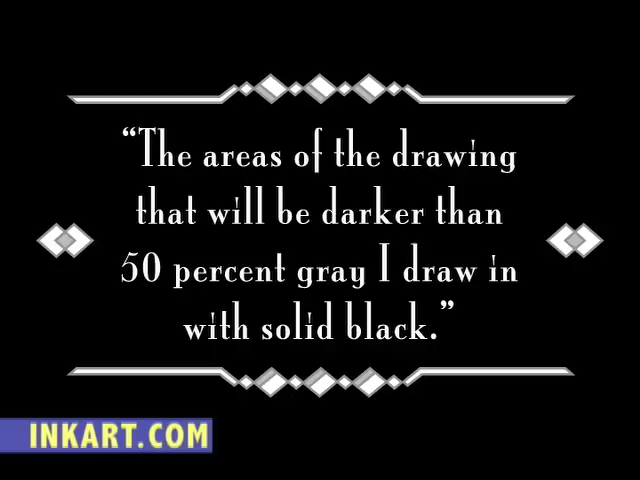 “The areas of the drawing
that will be darker than
50 percent gray I draw in
with solid black.”
INKART.COM